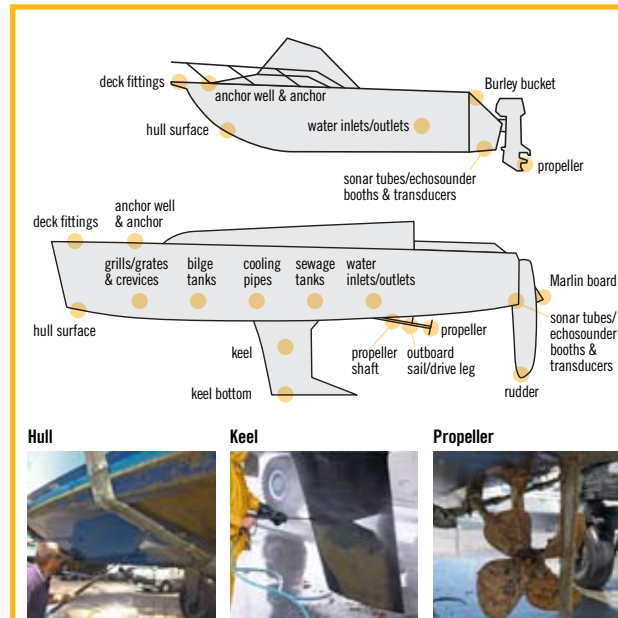 deck fittings
anchor well & anchor
Burley bucket
hull surface
water inlets/outlets
sonar tubes/echosounder
booths & transducers
propeller
deck fittings
anchor well
& anchor
grills/grates
& crevices
bilge
tanks
cooling
pipes
sewage
tanks
water
inlets/outlets
Marlin board
hull surface
sonar tubes/
echosounder
booths &
transducers
keel
propeller
shaft
outboard
sail/drive leg
propeller
keel bottom
rudder
Hull
Keel
Propeller